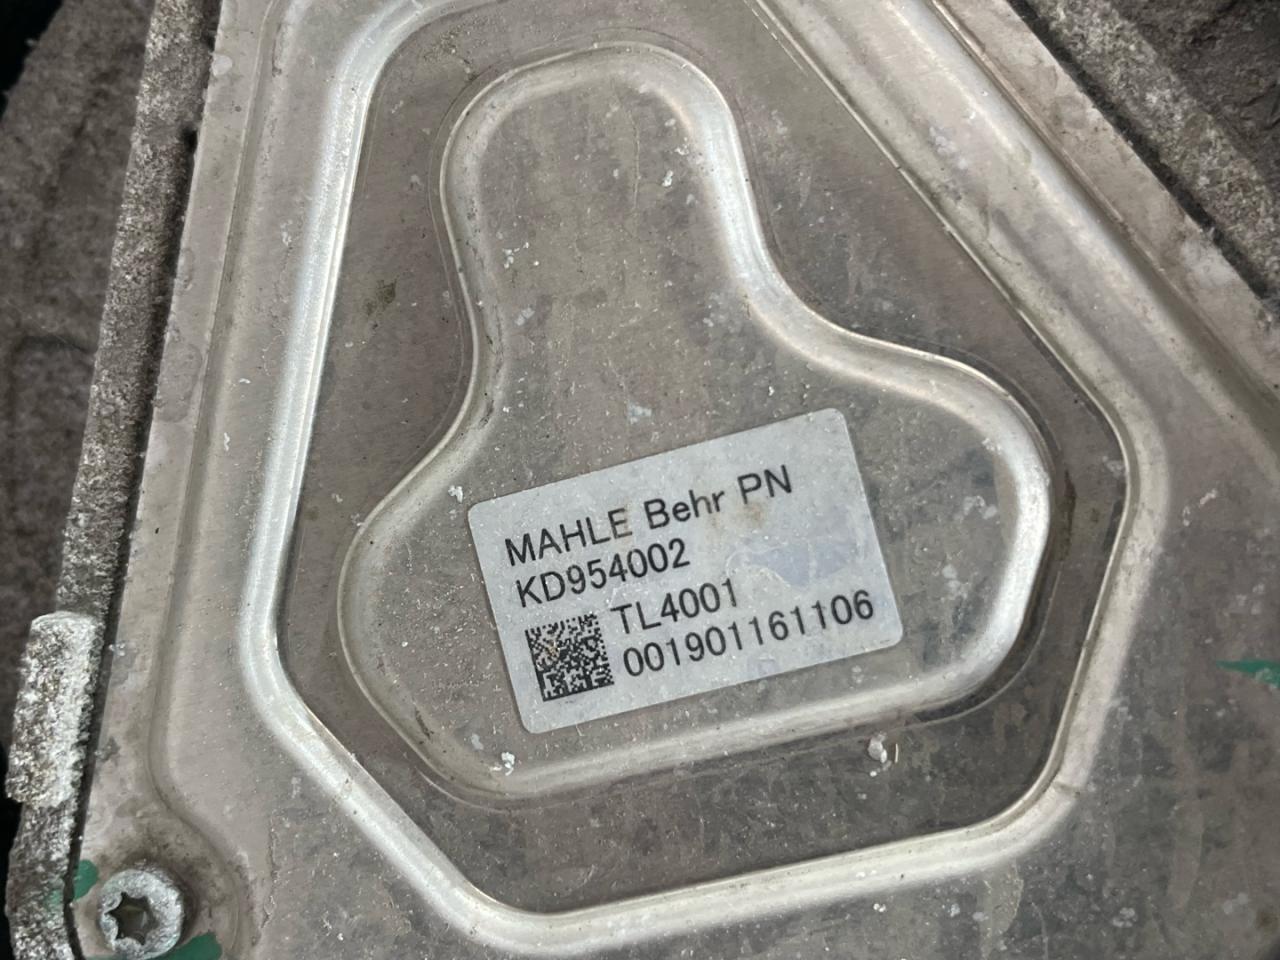 MAHLE Behr PN
KD954002
TL4001
001901161106